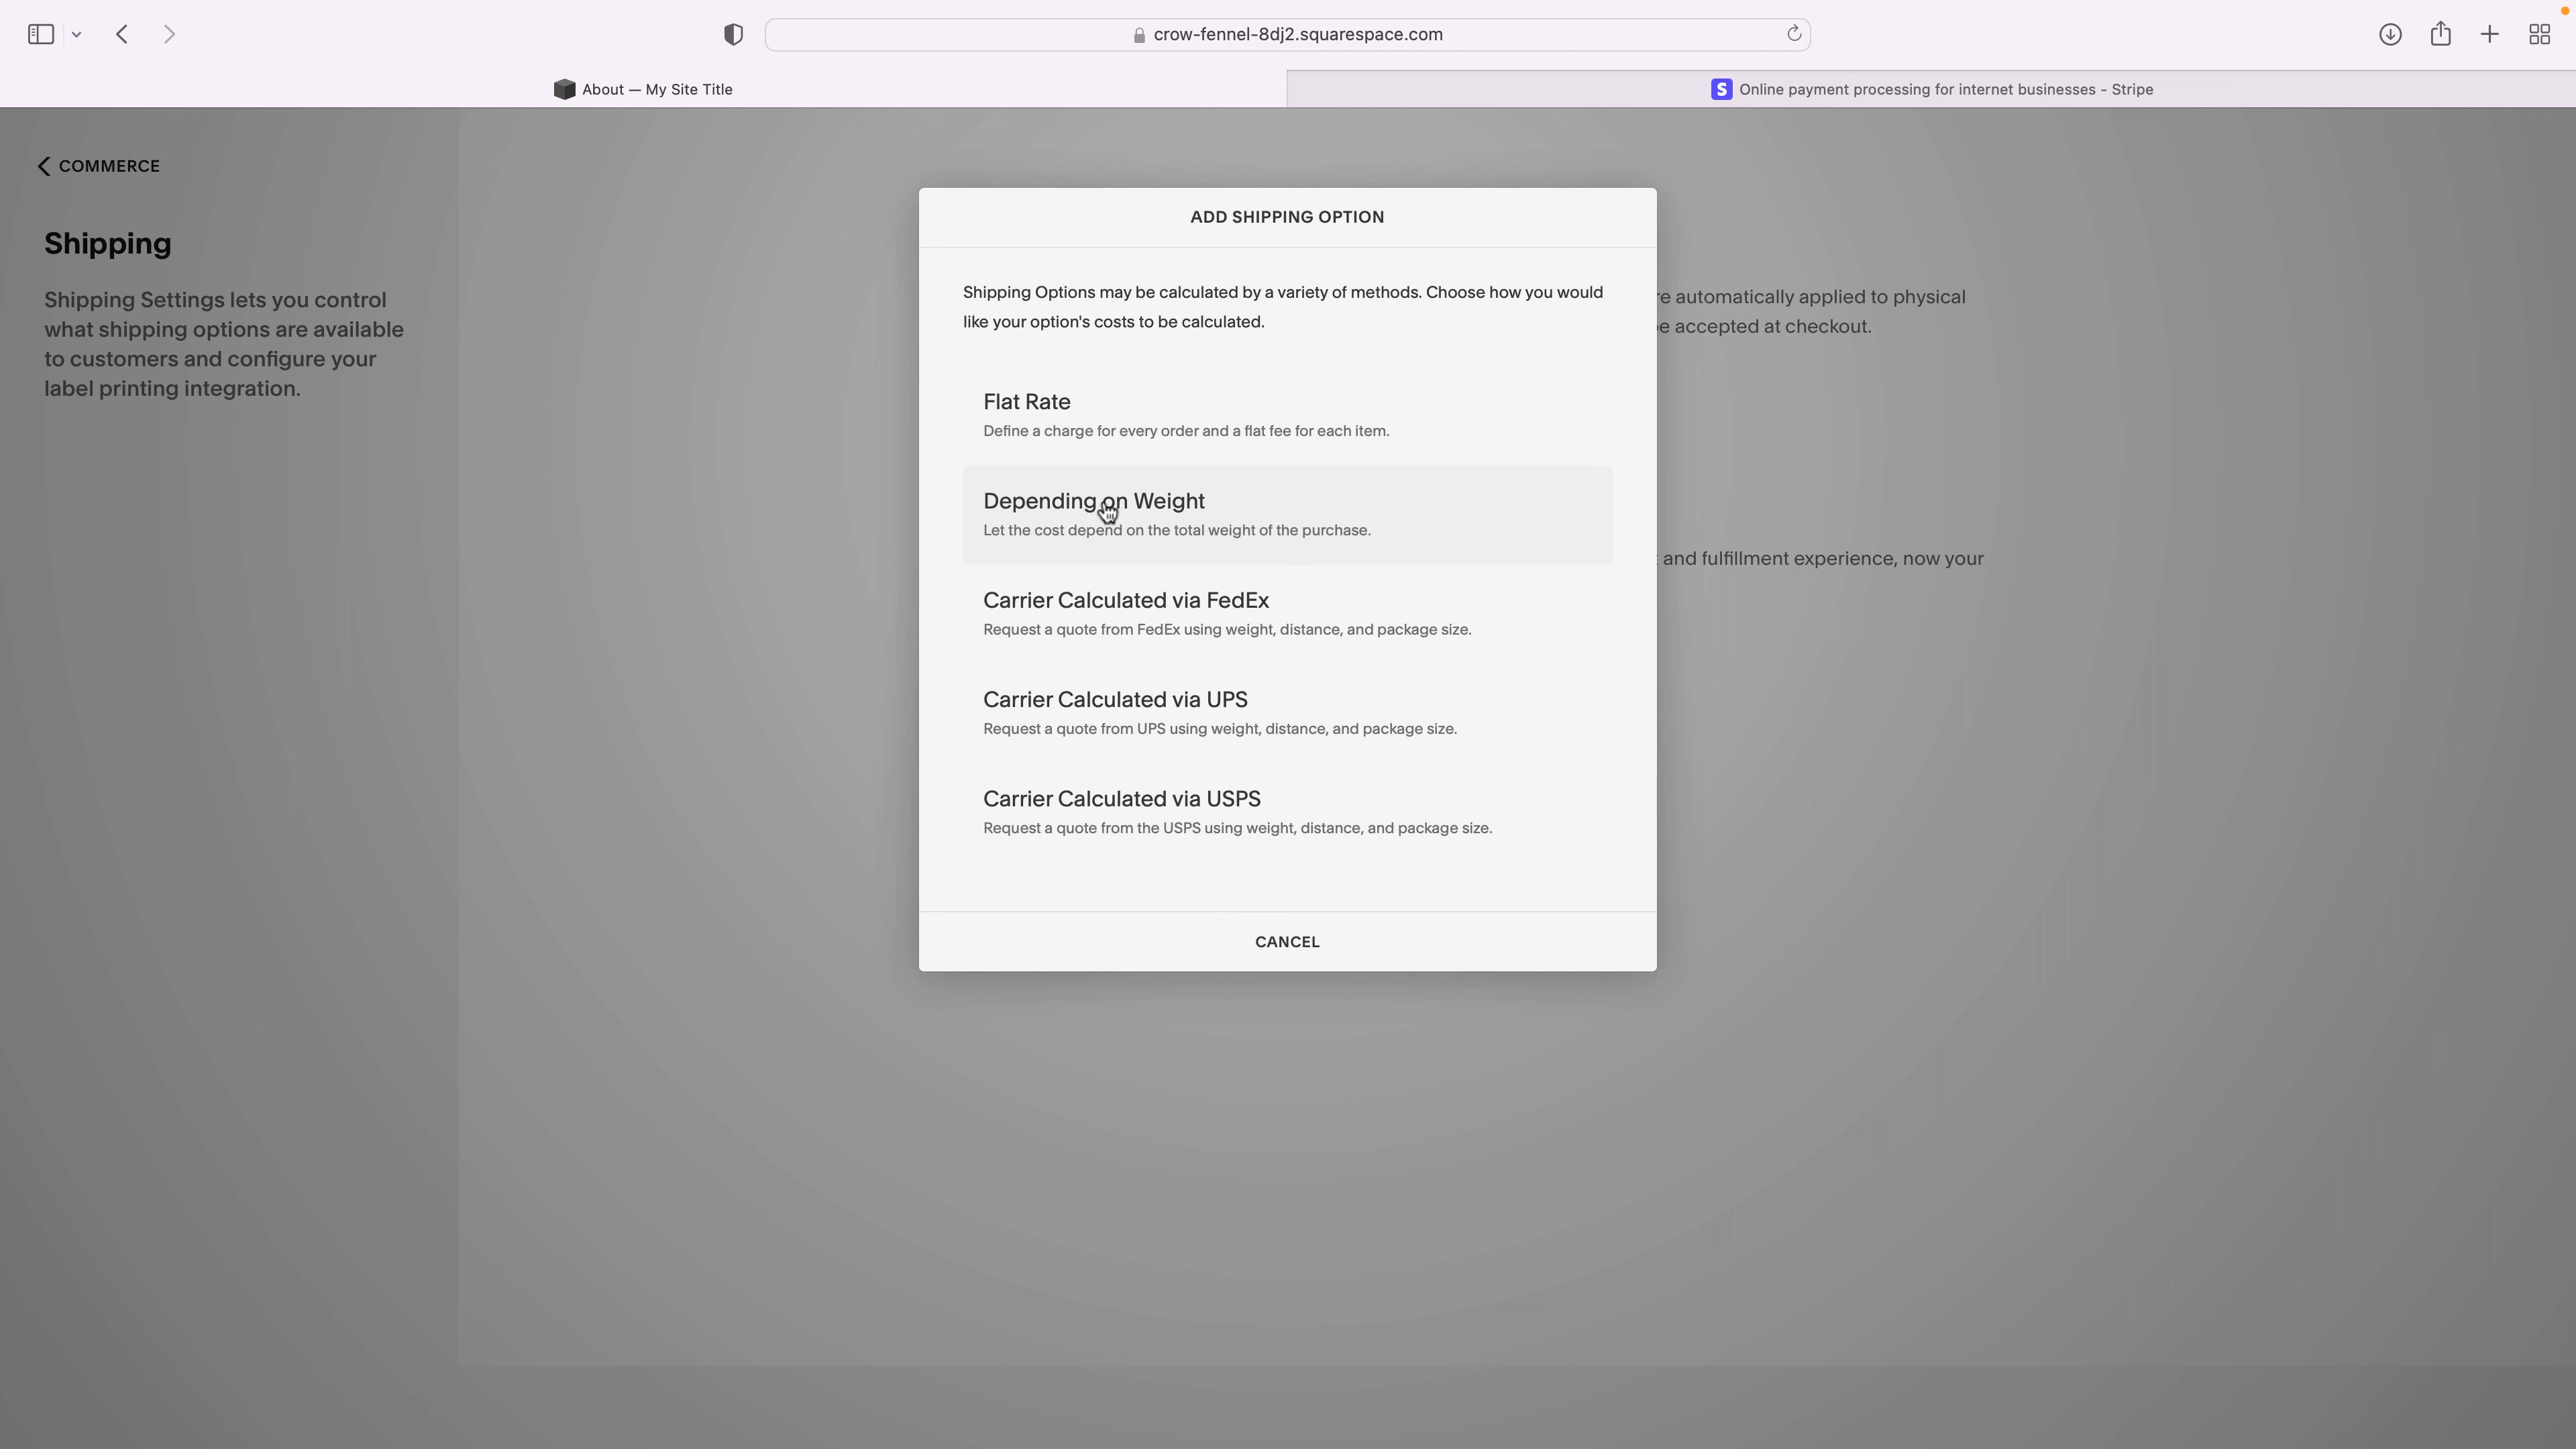 crow-fennel-8dj2.squarespace.com
About — My Site Title
S Online payment processing for internet businesses - Stripe
COMMERCE
Shipping
Shipping Settings lets you control
what shipping options are available
to customers and configure your
label printing integration.
ADD SHIPPING OPTION
Shipping Options may be calculated by a variety of methods. Choose how you would
like your option's costs to be calculated.
Flat Rate
Define a charge for every order and a flat fee for each item.
Depending on Weight
Let the cost depend on the total weight of the purchase.
Carrier Calculated via FedEx
Request a quote from FedEx using weight, distance, and package size.
Carrier Calculated via UPS
Request a quote from UPS using weight, distance, and package size.
Carrier Calculated via USPS
Request a quote from the USPS using weight, distance, and package size.
CANCEL
automatically applied to physical
accepted at checkout.
and fulfillment experience, now your